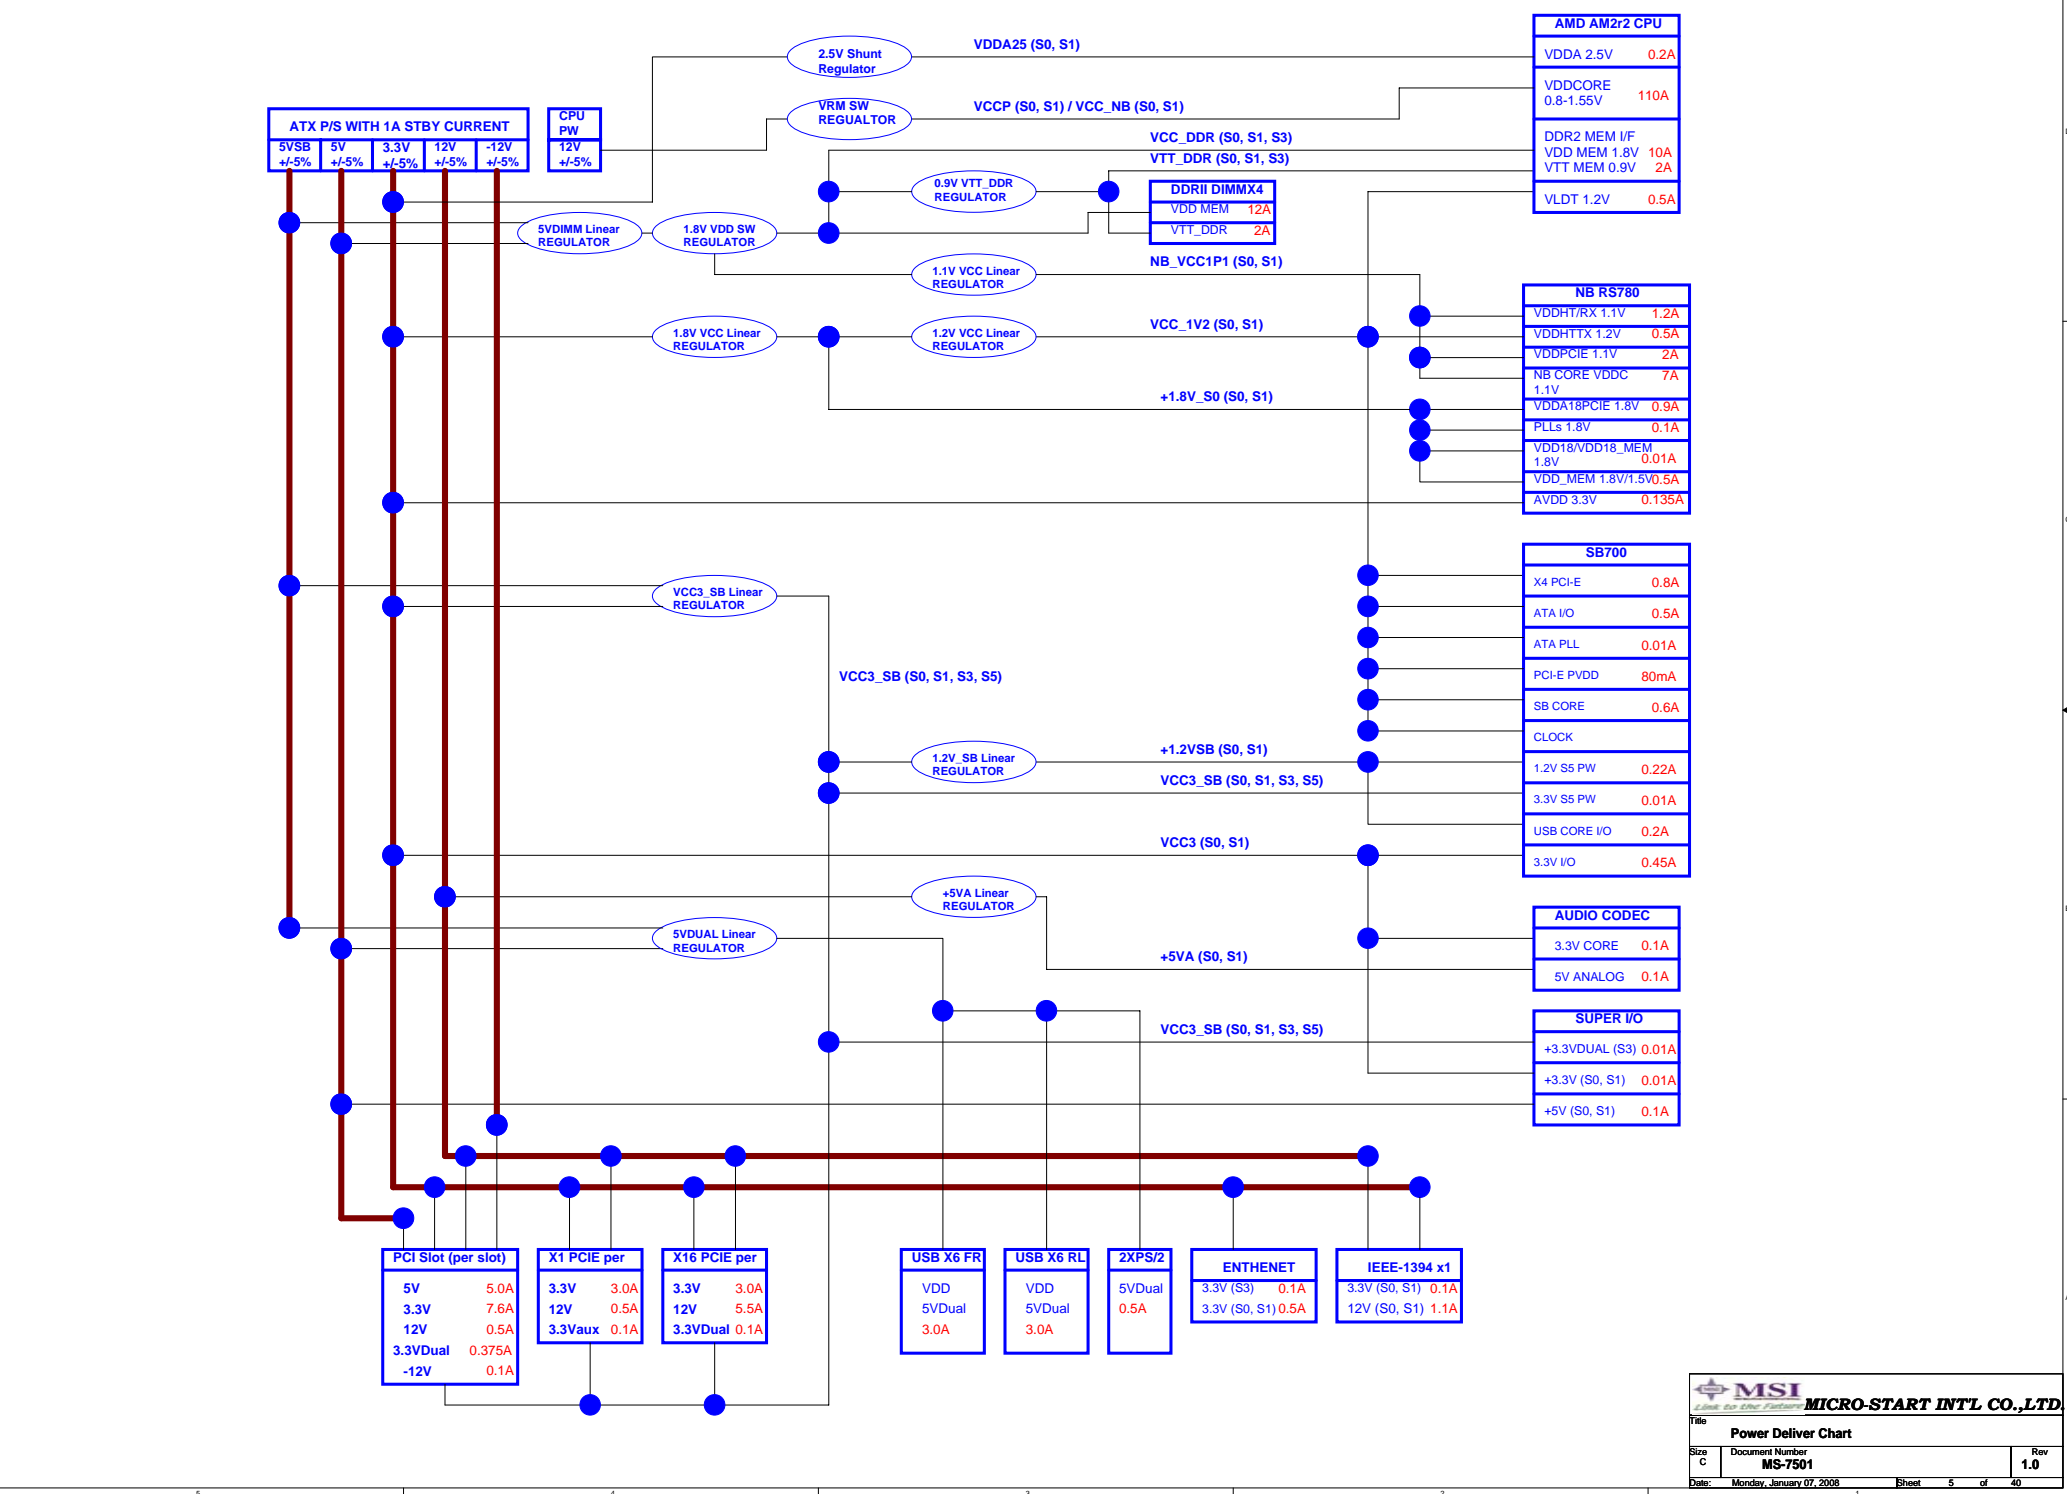 AMD AM2r2 CPU
VDDA 2.5V 0.2A
VDDCORE
0.8-1.55V 110A
DDR2 MEM I/F
VDD MEM 1.8V 10A
VTT MEM 0.9V 2A
VLDT 1.2V 0.5A
2.5V Shunt
Regulator
VDDA25 (S0, S1)
VRM SW
REGUALTOR
VCCP (S0, S1) / VCC_NB (S0, S1)
ATX P/S WITH 1A STBY CURRENT
5VSB 5V 3.3V 12V -12V
+/-5% +/-5% +/-5% +/-5% +/-5%
CPU
PW
12V
+/-5%
VCC_DDR (S0, S1, S3)
VTT_DDR (S0, S1, S3)
0.9V VTT_DDR
REGULATOR
DDRII DIMMX4
VDD MEM 12A
VTT_DDR 2A
5VDIMM Linear
REGULATOR
1.8V VDD SW
REGULATOR
1.1V VCC Linear
REGULATOR
NB_VCC1P1 (S0, S1)
1.8V VCC Linear
REGULATOR
1.2V VCC Linear
REGULATOR
VCC_1V2 (S0, S1)
+1.8V_S0 (S0, S1)
NB RS780
VDDHT/RX 1.1V 1.2A
VDDHTTX 1.2V 0.5A
VDDPCIE 1.1V 2A
NB CORE VDDC 7A
1.1V
VDDA18PCIE 1.8V 0.9A
PLLs 1.8V 0.1A
VDD18/VDD18_MEM
1.8V 0.01A
VDD_MEM 1.8V/1.5V 0.5A
AVDD 3.3V 0.135A
SB700
X4 PCI-E 0.8A
ATA I/O 0.5A
ATA PLL 0.01A
PCI-E PVDD 80mA
SB CORE 0.6A
CLOCK
1.2V S5 PW 0.22A
3.3V S5 PW 0.01A
USB CORE I/O 0.2A
3.3V I/O 0.45A
VCC3_SB Linear
REGULATOR
VCC3_SB (S0, S1, S3, S5)
1.2V_SB Linear
REGULATOR
+1.2VSB (S0, S1)
VCC3_SB (S0, S1, S3, S5)
VCC3 (S0, S1)
+5VA Linear
REGULATOR
5VDUAL Linear
REGULATOR
+5VA (S0, S1)
AUDIO CODEC
3.3V CORE 0.1A
5V ANALOG 0.1A
VCC3_SB (S0, S1, S3, S5)
SUPER I/O
+3.3VDUAL (S3) 0.01A
+3.3V (S0, S1) 0.01A
+5V (S0, S1) 0.1A
PCI Slot (per slot)
5V 5.0A
3.3V 7.6A
12V 0.5A
3.3VDual 0.375A
-12V 0.1A
X1 PCIE per
3.3V 3.0A
12V 0.5A
3.3Vaux 0.1A
X16 PCIE per
3.3V 3.0A
12V 5.5A
3.3VDual 0.1A
USB X6 FR
VDD
5VDual
3.0A
USB X6 RL
VDD
5VDual
3.0A
2XPS/2
5VDual
0.5A
ENTHENET
3.3V (S3) 0.1A
3.3V (S0, S1) 0.5A
IEEE-1394 x1
3.3V (S0, S1) 0.1A
12V (S0, S1) 1.1A
MSI
Link to the Future
MICRO-START INT'L CO.,LTD.
Title
Power Deliver Chart
Size Document Number Rev
C MS-7501 1.0
Date: Monday, January 07, 2008 Sheet 5 of 40
5 4 3 2 1